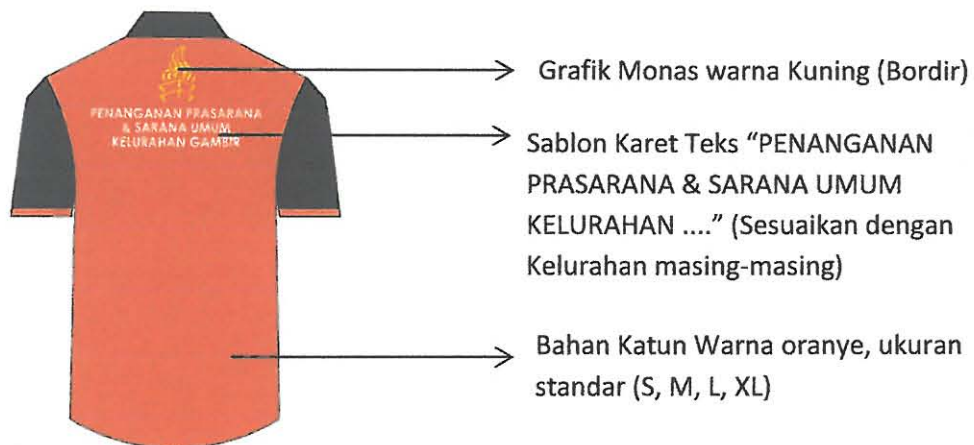 Grafik Monas warna Kuning (Bordir)
PENANGANAN PRASARANA
& SARANA UMUM
KELURAHAN GAMBIR
Sablon Karet Teks “PENANGANAN
PRASARANA & SARANA UMUM
KELURAHAN ....” (Sesuaikan dengan
Kelurahan masing-masing)
Bahan Katun Warna oranye, ukuran
standar (S, M, L, XL)